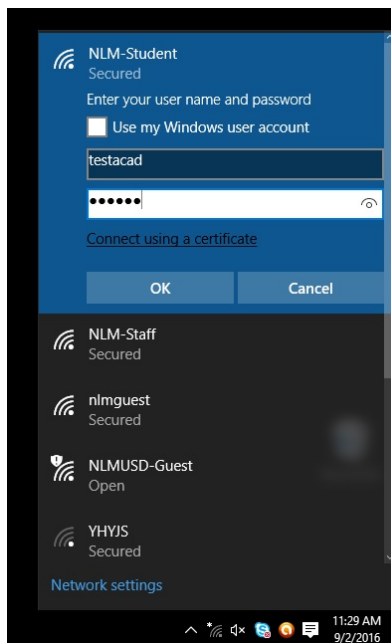 NLM-Student
Secured
Enter your user name and password
Use my Windows user account
testacad
••••••
Connect using a certificate
OK Cancel
NLM-Staff
Secured
nlmguest
Secured
NLMUSD-Guest
Open
YHYJS
Secured
Network settings
11:29 AM
9/2/2016